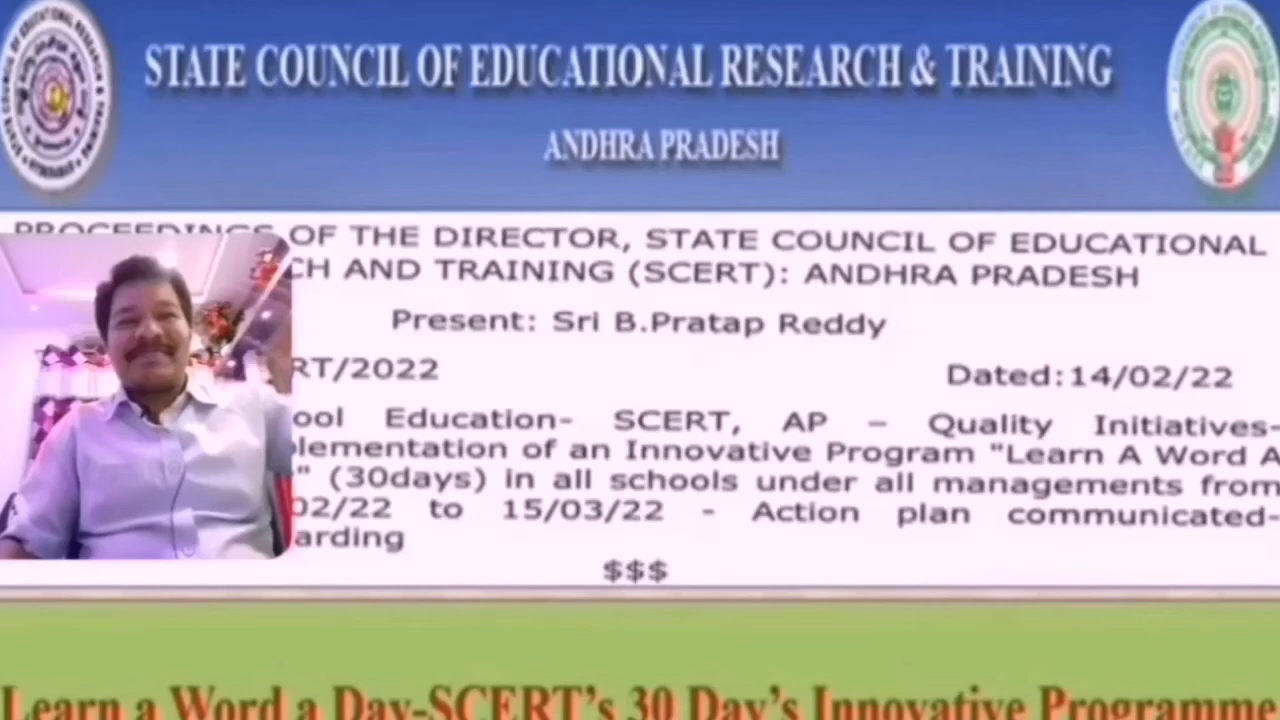 STATE COUNCIL OF EDUCATIONAL RESEARCH & TRAINING
ANDHRA PRADESH
PROCEEDINGS OF THE DIRECTOR, STATE COUNCIL OF EDUCATIONAL
CH AND TRAINING (SCERT): ANDHRA PRADESH
Present: Sri B.Pratap Reddy
RT/2022 Dated:14/02/22
ool Education- SCERT, AP – Quality Initiatives-
plementation of an Innovative Program "Learn A Word A
" (30days) in all schools under all managements from
02/22 to 15/03/22 - Action plan communicated-
arding
$$$
Learn a Word a Day-SCERT's 30 Day's Innovative Programme